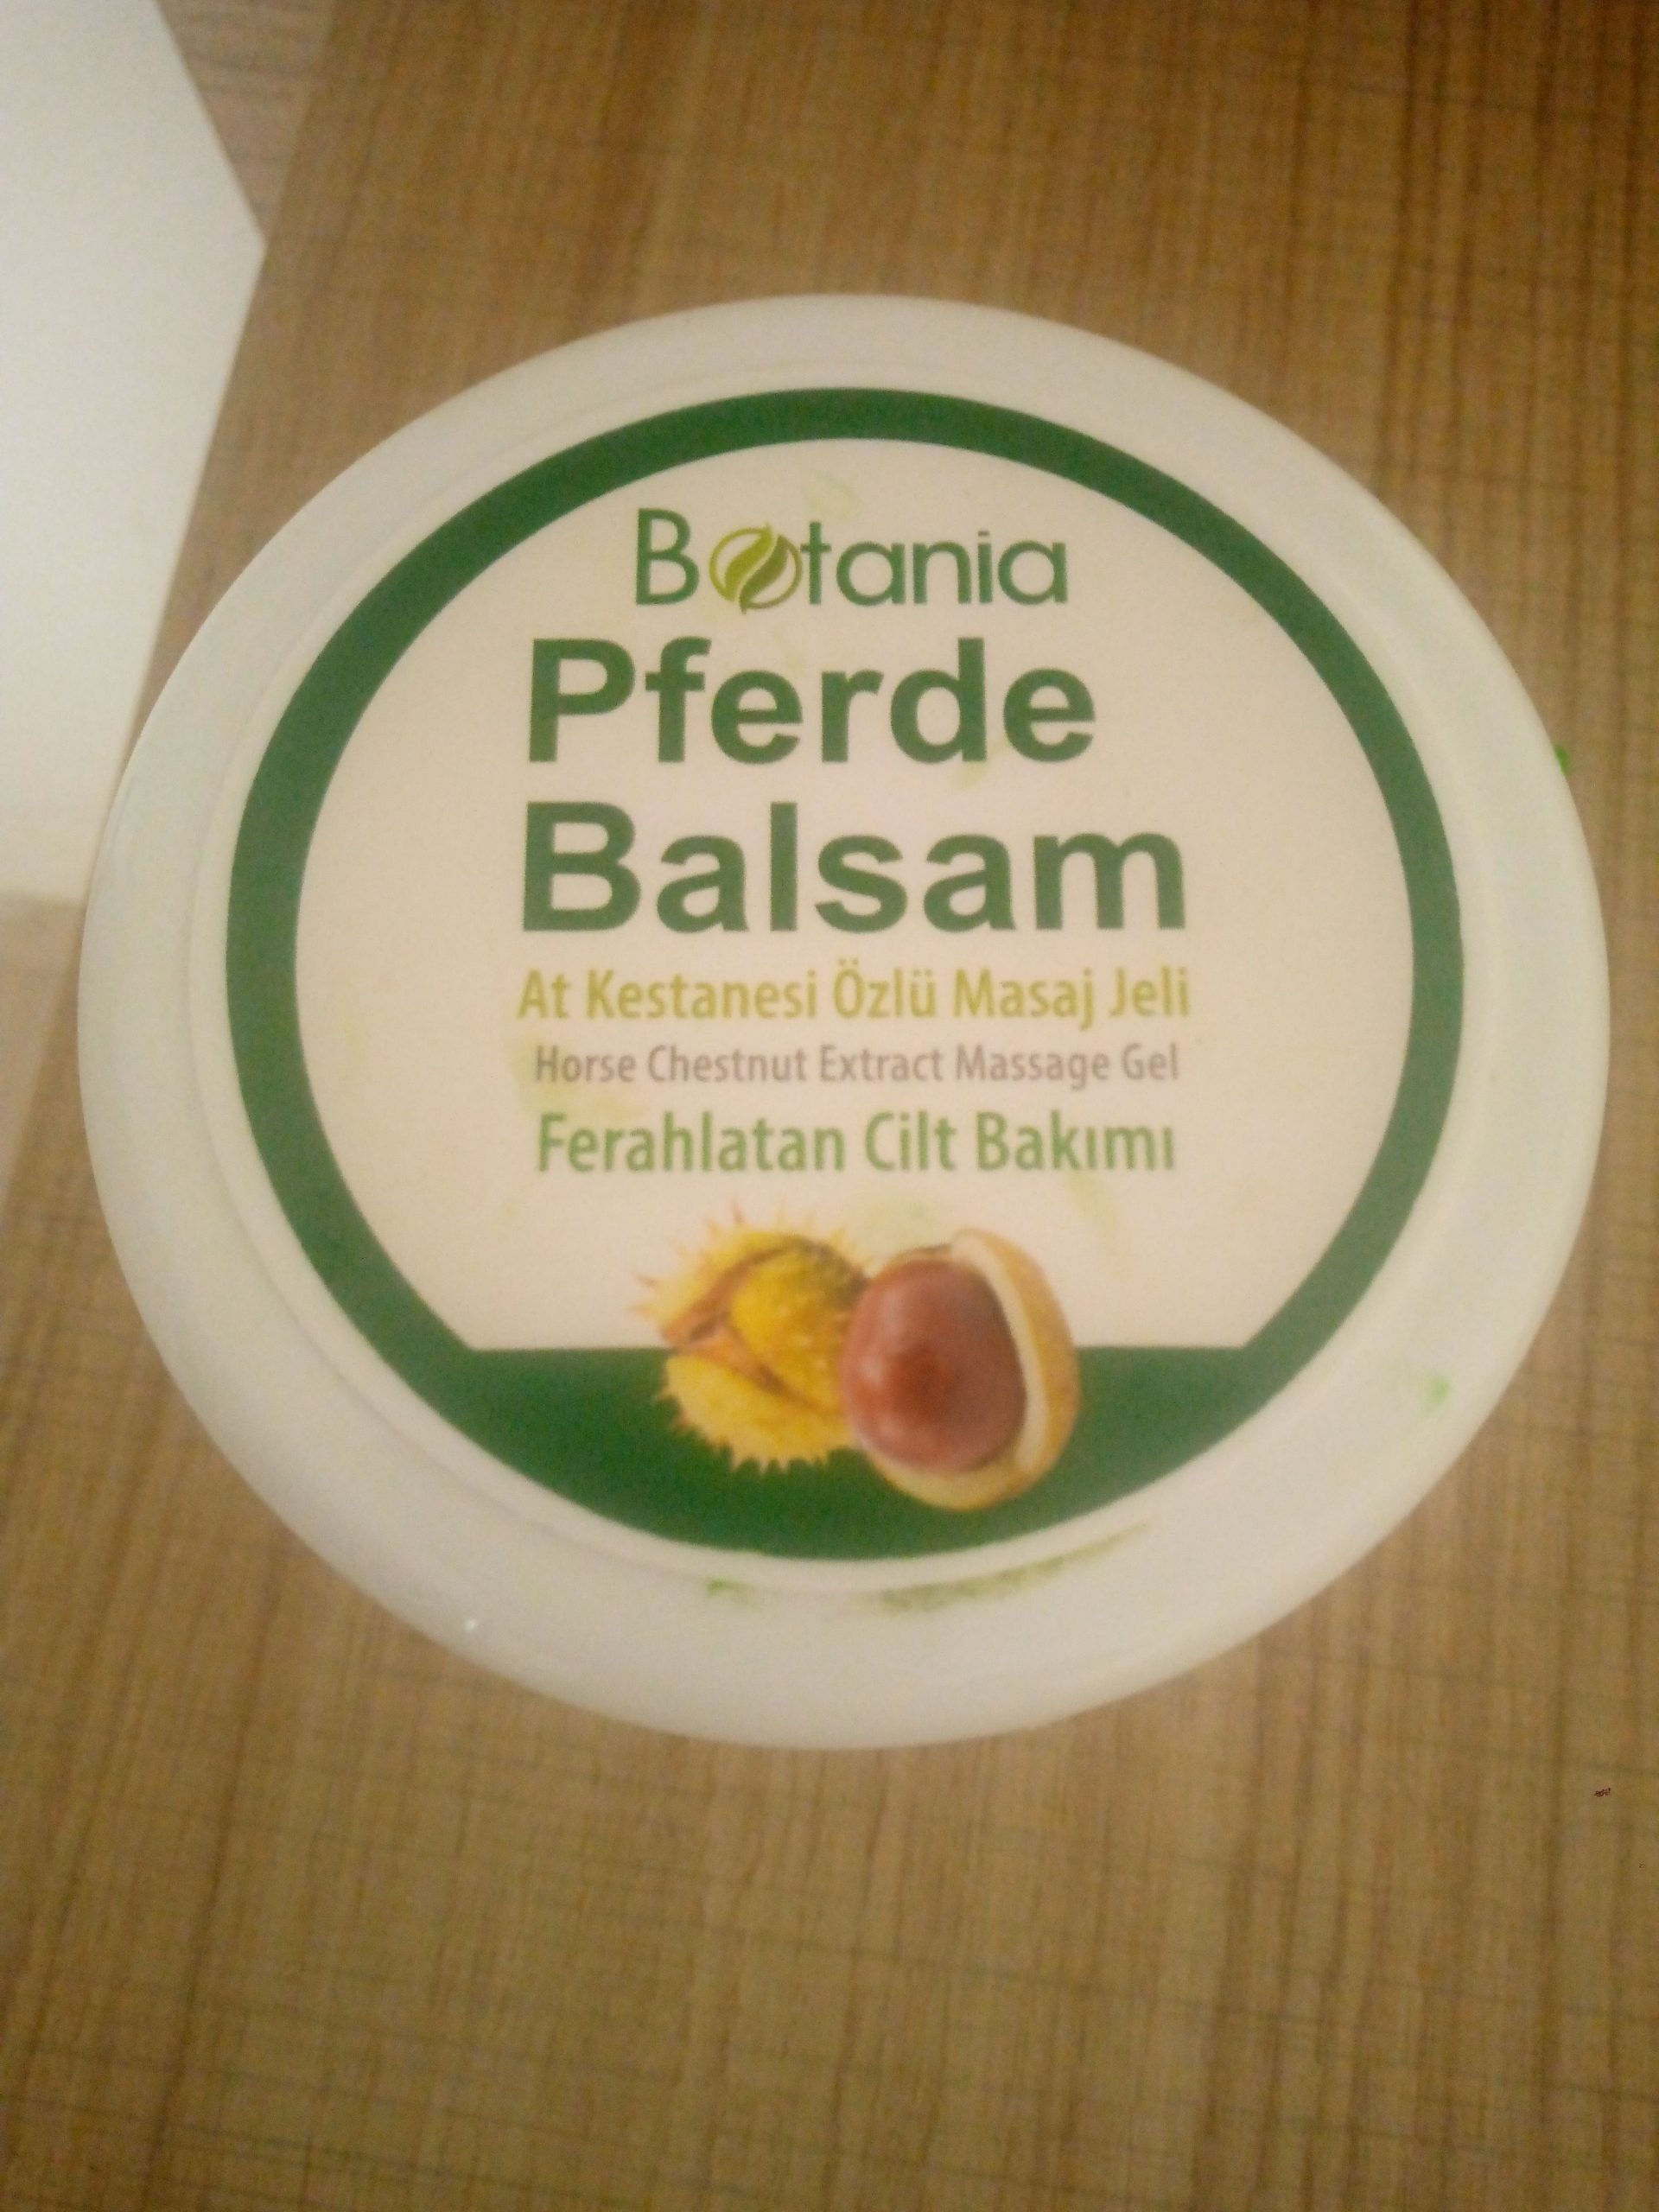 Botania
Pferde
Balsam
At Kestanesi Özlü Masaj Jeli
Horse Chestnut Extract Massage Gel
Ferahlatan Cilt Bakımı